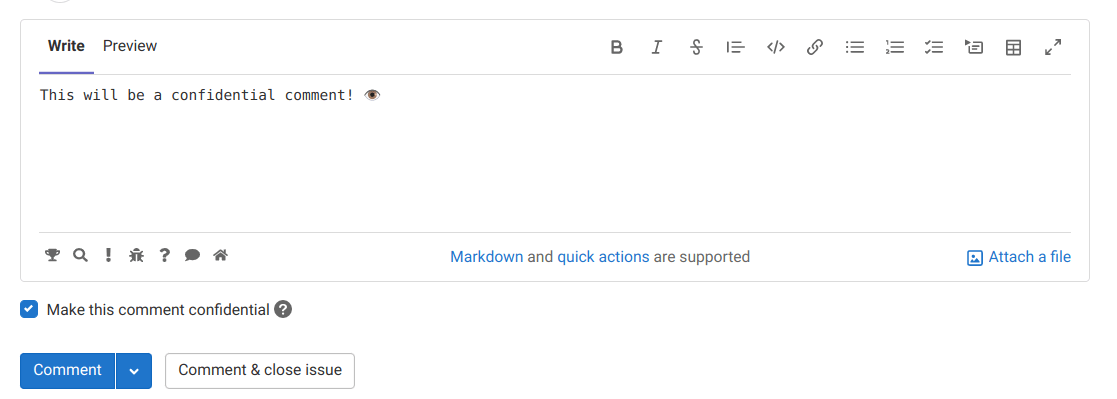 Write Preview
This will be a confidential comment! 👁️
Markdown and quick actions are supported
Attach a file
Make this comment confidential
Comment
Comment & close issue